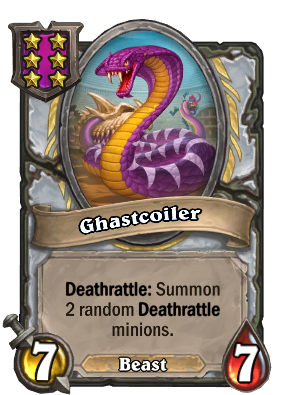 Ghastcoiler
Deathrattle: Summon
2 random Deathrattle
minions.
7
7
Beast